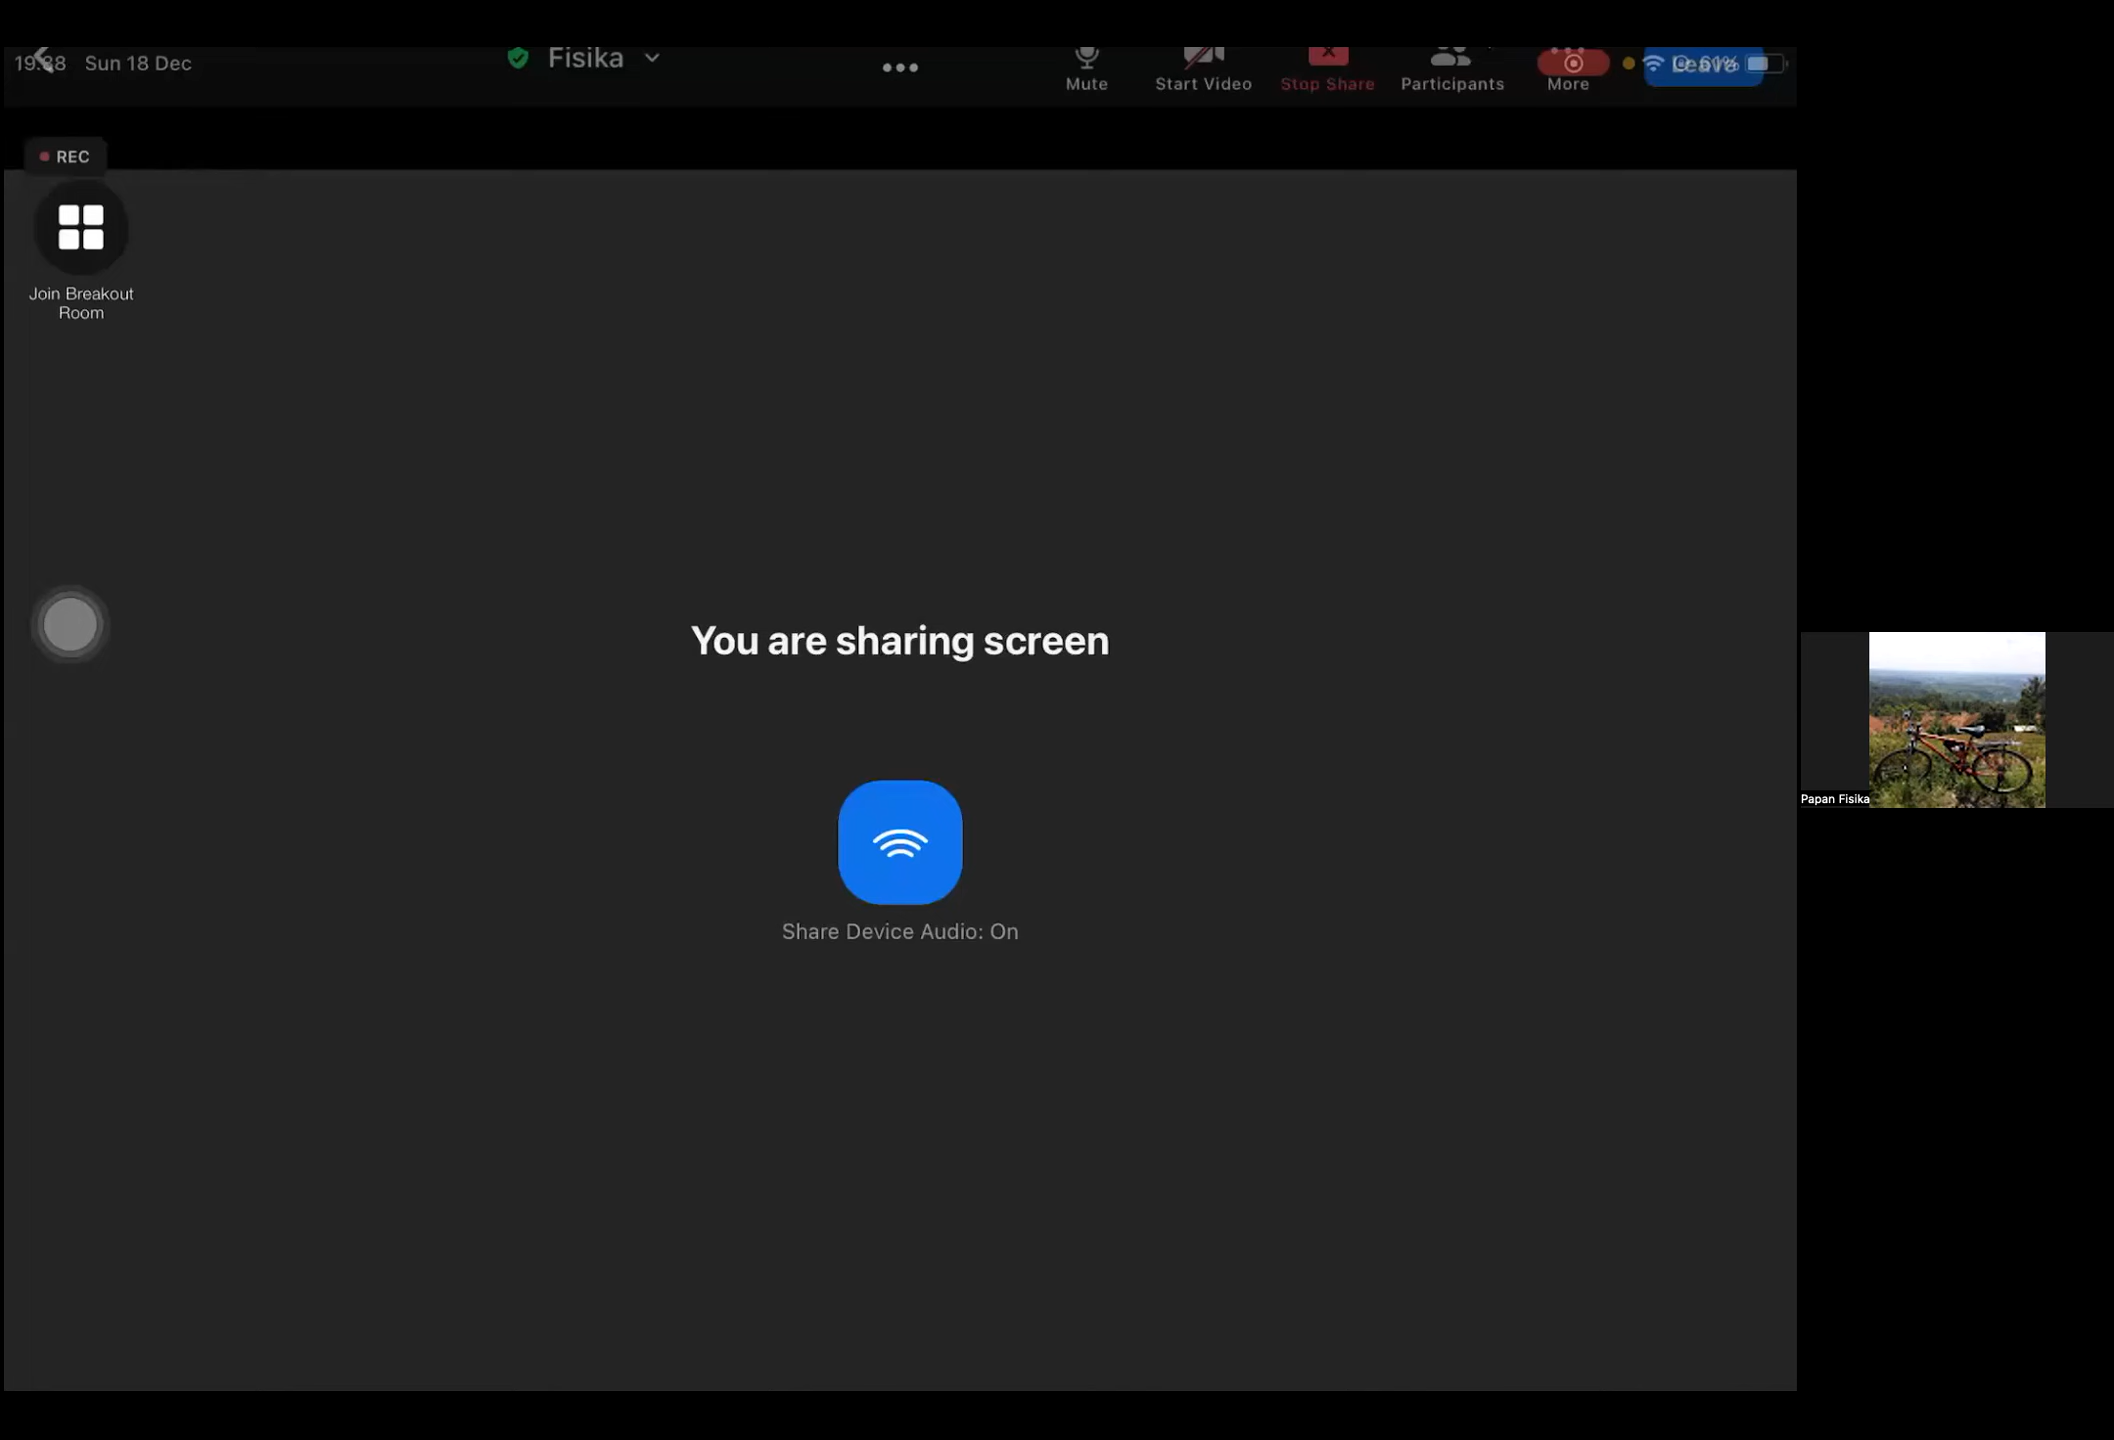 Sun 18 Dec
Fisika
Mute
Start Video
Stop Share
Participants
More
Leave
REC
Join Breakout
Room
You are sharing screen
Share Device Audio: On
Papan Fisika